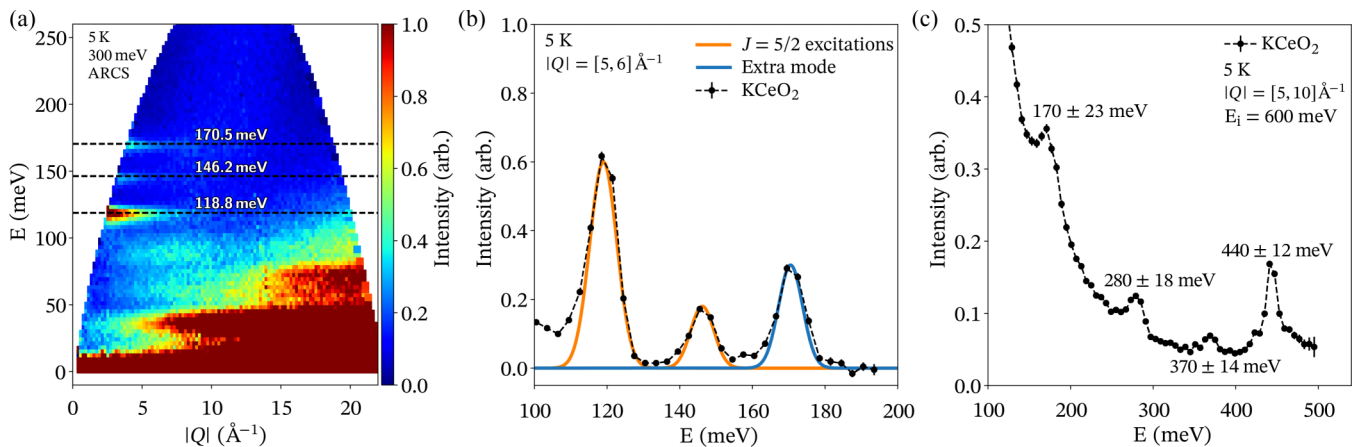 (a)
5 K
300 meV
ARCS
170.5 meV
146.2 meV
118.8 meV
E (meV)
250
200
150
100
50
0
0 5 10 15 20
|Q| (Å⁻¹)
1.0
0.8
0.6
0.4
0.2
0.0
Intensity (arb.)
(b)
5 K
|Q| = [5, 6] Å⁻¹
J = 5/2 excitations
Extra mode
KCeO₂
Intensity (arb.)
1.0
0.8
0.6
0.4
0.2
0.0
100 120 140 160 180 200
E (meV)
(c)
KCeO₂
5 K
|Q| = [5, 10] Å⁻¹
Eᵢ = 600 meV
170 ± 23 meV
280 ± 18 meV
440 ± 12 meV
370 ± 14 meV
Intensity (arb.)
0.5
0.4
0.3
0.2
0.1
0.0
100 200 300 400 500
E (meV)